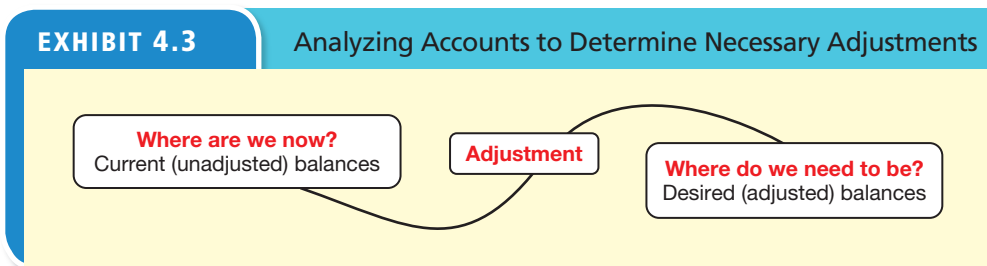 EXHIBIT 4.3
Analyzing Accounts to Determine Necessary Adjustments
Where are we now?
Current (unadjusted) balances
Adjustment
Where do we need to be?
Desired (adjusted) balances